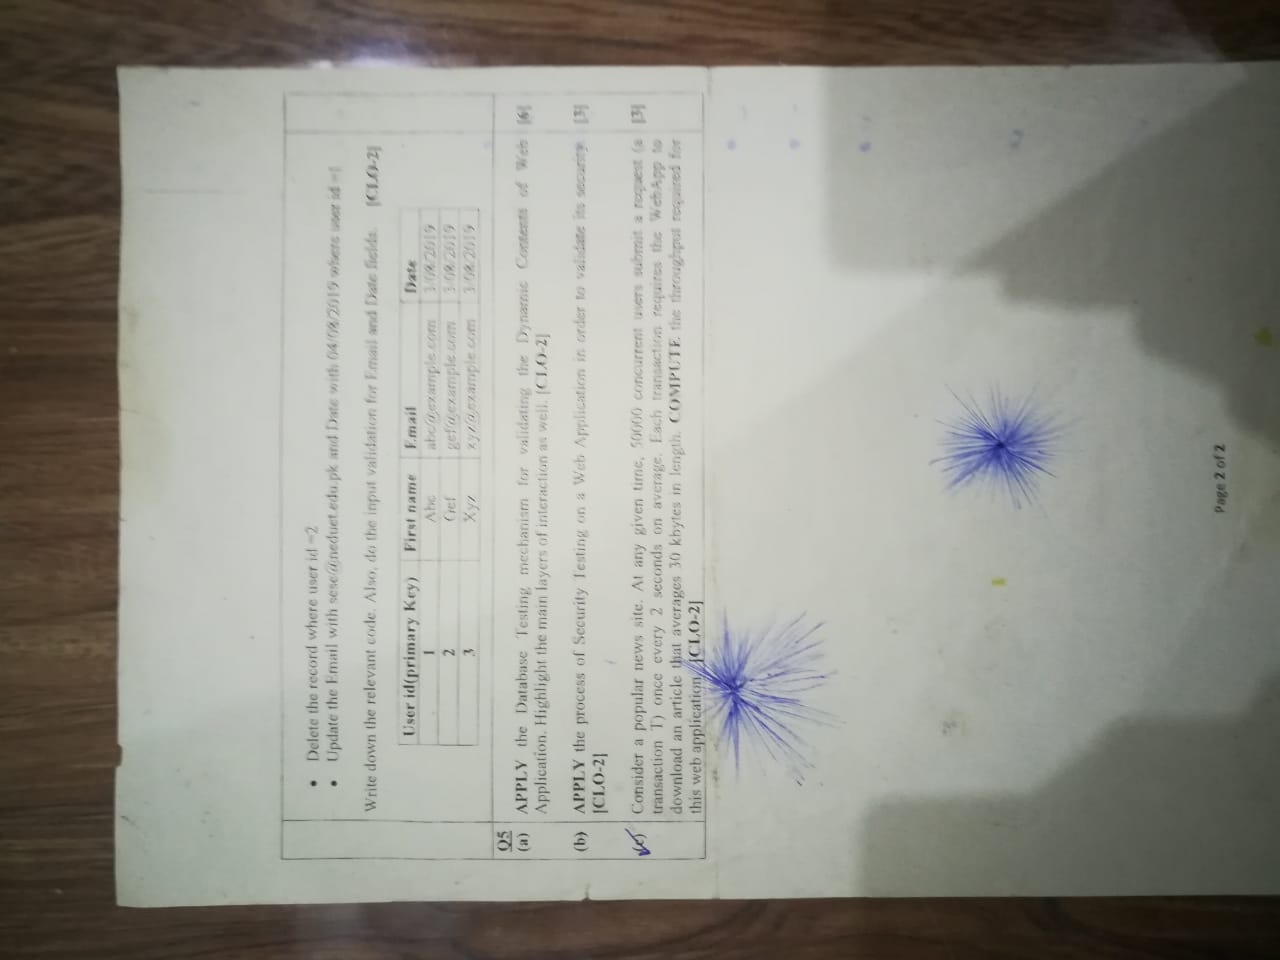 • Delete the record where user id =2
• Update the Email with sese@neduet.edu.pk and Date with 04/08/2019 where user id =1
Write down the relevant code. Also, do the input validation for Email and Date fields. [CLO-2]
User id(primary Key) First name Email Date
1 Abc abc@example.com 3/08/2019
2 Gef gef@example.com 3/08/2019
3 Xyz xyz@example.com 3/08/2019
Q5
(a) APPLY the Database Testing mechanism for validating the Dynamic Contents of Web [6]
Application. Highlight the main layers of interaction as well. [CLO-2]
(b) APPLY the process of Security Testing on a Web Application in order to validate its security. [3]
[CLO-2]
(c) Consider a popular news site. At any given time, 50000 concurrent users submit a request (a [3]
transaction T) once every 2 seconds on average. Each transaction requires the WebApp to
download an article that averages 30 kbytes in length. COMPUTE the throughput required for
this web application. [CLO-2]
Page 2 of 2